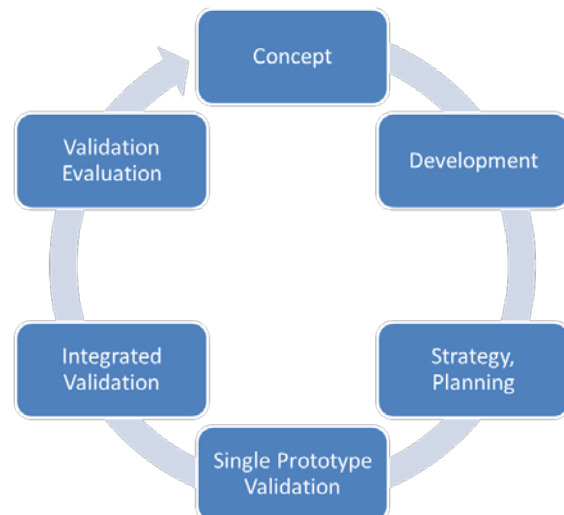 Concept
Development
Strategy,
Planning
Single Prototype
Validation
Integrated
Validation
Validation
Evaluation